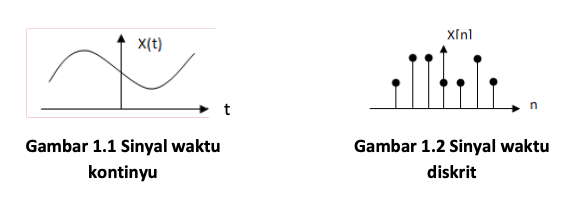 X(t)
t
Gambar 1.1 Sinyal waktu
kontinyu
X[n]
n
Gambar 1.2 Sinyal waktu
diskrit